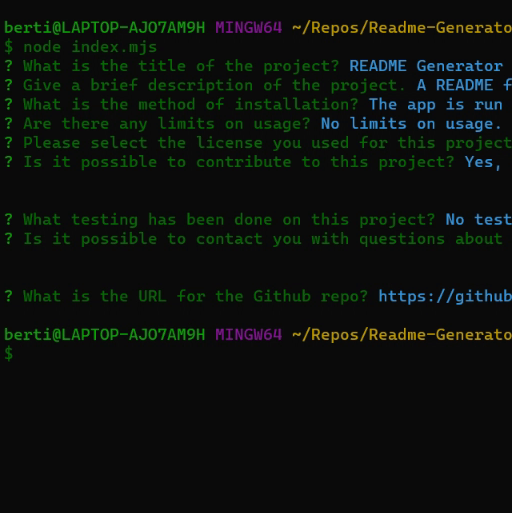 berti@LAPTOP-AJO7AM9H MINGW64 ~/Repos/Readme-Generato
$ node index.mjs
? What is the title of the project? README Generator
? Give a brief description of the project. A README f
? What is the method of installation? The app is run
? Are there any limits on usage? No limits on usage.
? Please select the license you used for this project
? Is it possible to contribute to this project? Yes,
? What testing has been done on this project? No test
? Is it possible to contact you with questions about
? What is the URL for the Github repo? https://github
berti@LAPTOP-AJO7AM9H MINGW64 ~/Repos/Readme-Generato
$